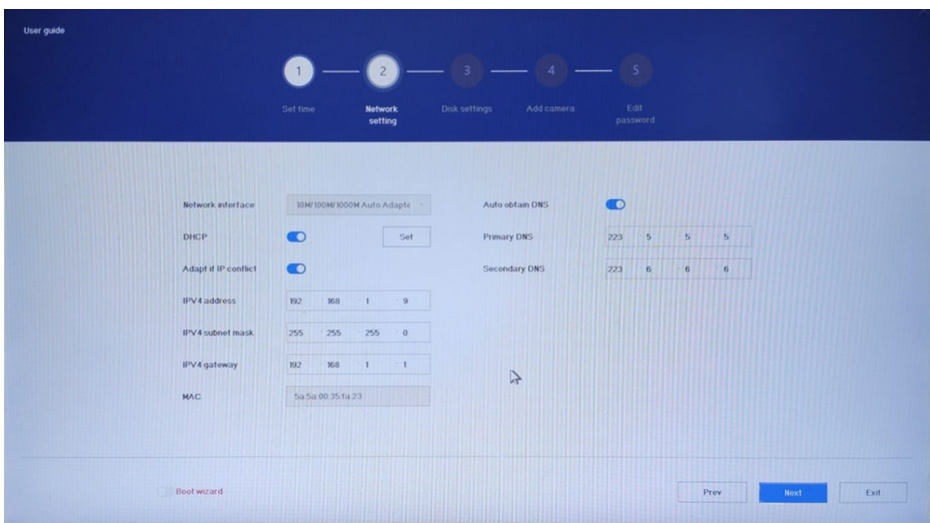 User guide
1
2
3
4
5
Set time
Network
setting
Disk settings
Add camera
Edit
password
Network interface
10M/100M/1000M Auto Adapte
Auto obtain DNS
DHCP
Set
Primary DNS
223 5 5 5
Adapt if IP conflict
Secondary DNS
223 6 6 6
IPV4 address
192 168 1 9
IPV4 subnet mask
255 255 255 0
IPV4 gateway
192 168 1 1
MAC
5a:5a:00:35:fa:23
Boot wizard
Prev
Next
Exit